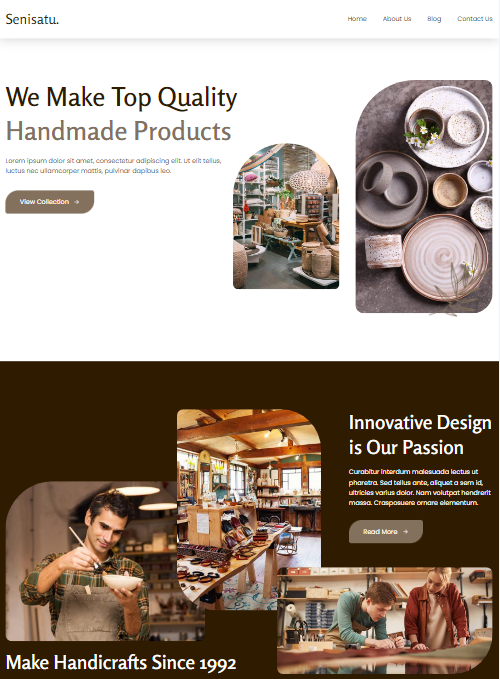 Senisatu.
Home
About Us
Blog
Contact Us
We Make Top Quality
Handmade Products
Lorem ipsum dolor sit amet, consectetur adipiscing elit. Ut elit tellus,
luctus nec ullamcorper mattis, pulvinar dapibus leo.
View Collection →
Innovative Design
is Our Passion
Curabitur interdum malesuada lectus ut
pharetra. Sed tellus ante, aliquet a sem id,
ultricies varius dolor. Nam volutpat hendrerit
massa. Crasposuere ornare elementum.
Read More →
Make Handicrafts Since 1992